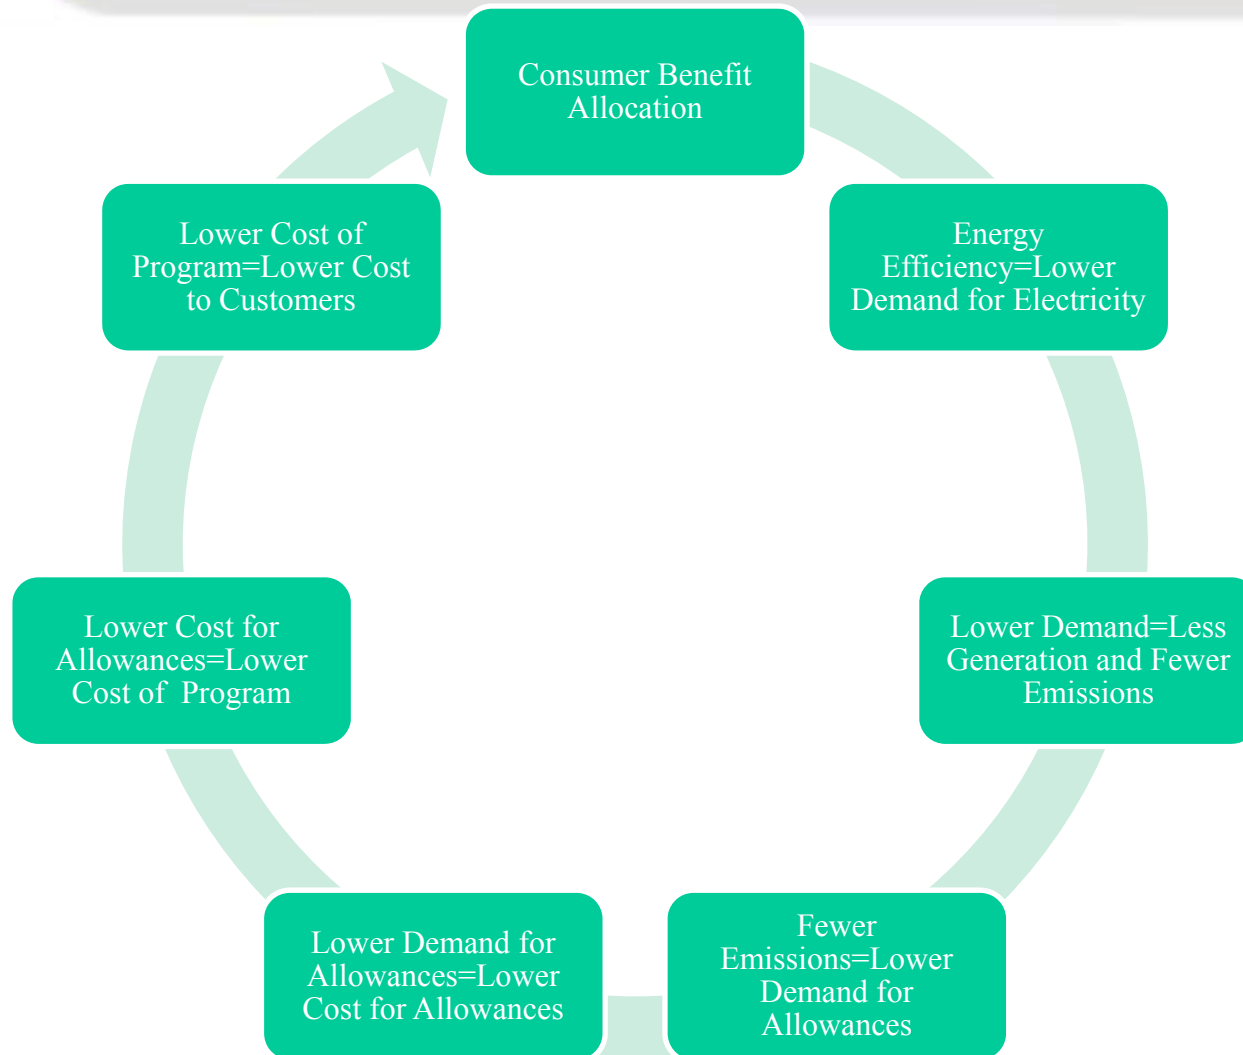 Consumer Benefit
Allocation
Energy
Efficiency=Lower
Demand for Electricity
Lower Demand=Less
Generation and Fewer
Emissions
Fewer
Emissions=Lower
Demand for
Allowances
Lower Demand for
Allowances=Lower
Cost for Allowances
Lower Cost for
Allowances=Lower
Cost of  Program
Lower Cost of
Program=Lower Cost
to Customers